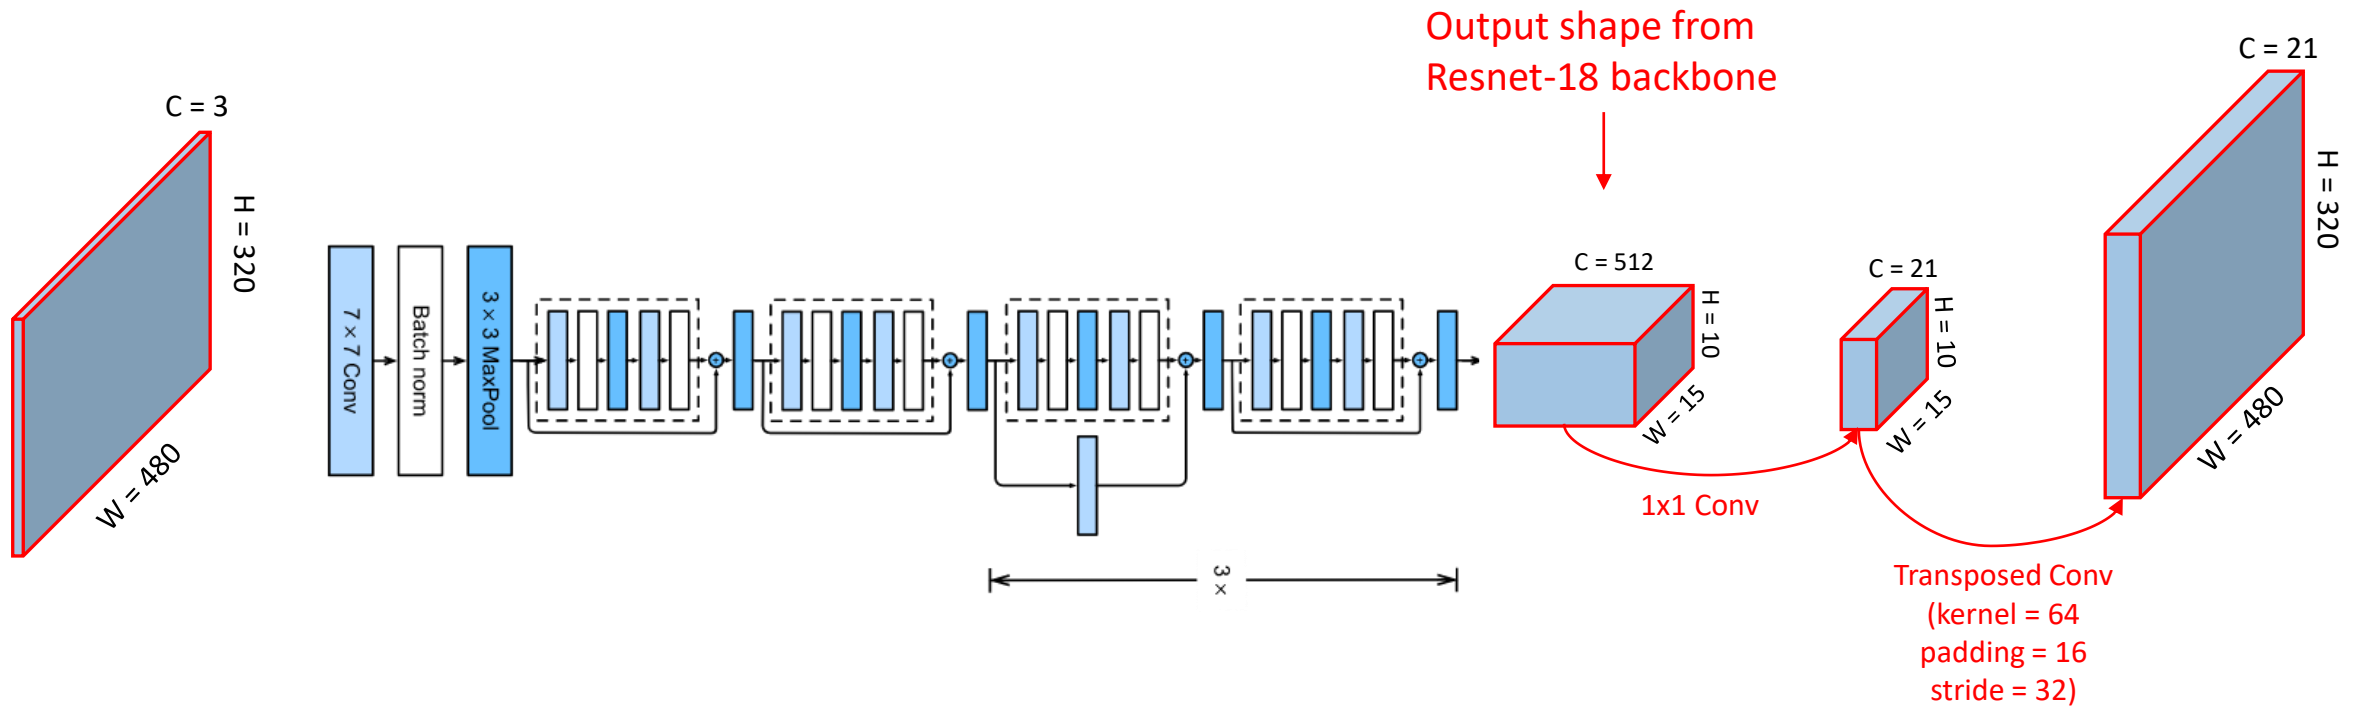 C = 3
H = 320
W = 480
7 × 7 Conv
Batch norm
3 × 3 MaxPool
3 ×
Output shape from
Resnet-18 backbone
C = 512
H = 10
W = 15
1x1 Conv
C = 21
H = 10
W = 15
Transposed Conv
(kernel = 64
padding = 16
stride = 32)
C = 21
H = 320
W = 480